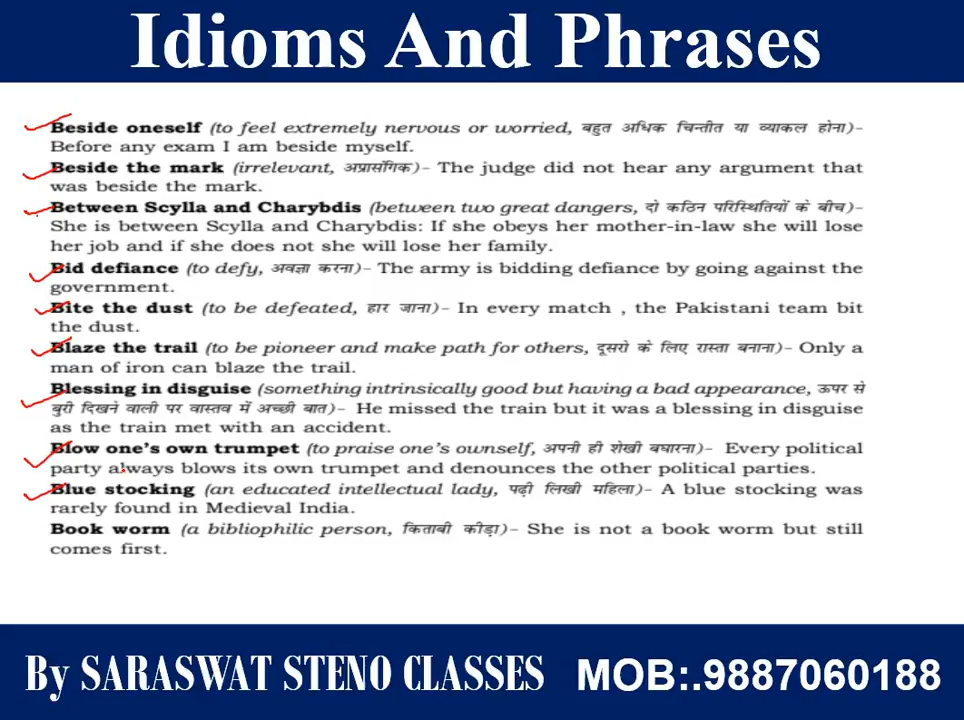 Idioms And Phrases
Beside oneself (to feel extremely nervous or worried, बहुत अधिक चिन्तीत या व्याकल होना)-
Before any exam I am beside myself.
Beside the mark (irrelevant, अप्रासंगिक)- The judge did not hear any argument that
was beside the mark.
Between Scylla and Charybdis (between two great dangers, दो कठिन परिस्थितियों के बीच)-
She is between Scylla and Charybdis: If she obeys her mother-in-law she will lose
her job and if she does not she will lose her family.
Bid defiance (to defy, अवज्ञा करना)- The army is bidding defiance by going against the
government.
Bite the dust (to be defeated, हार जाना)- In every match , the Pakistani team bit
the dust.
Blaze the trail (to be pioneer and make path for others, दूसरो के लिए रास्ता बनाना)- Only a
man of iron can blaze the trail.
Blessing in disguise (something intrinsically good but having a bad appearance, ऊपर से
बुरी दिखने वाली पर वास्तव में अच्छी बात)- He missed the train but it was a blessing in disguise
as the train met with an accident.
Blow one's own trumpet (to praise one's ownself, अपनी ही शेखी बघारना)- Every political
party always blows its own trumpet and denounces the other political parties.
Blue stocking (an educated intellectual lady, पढ़ी लिखी महिला)- A blue stocking was
rarely found in Medieval India.
Book worm (a bibliophilic person, किताबी कीड़ा)- She is not a book worm but still
comes first.
By SARASWAT STENO CLASSES MOB:.9887060188